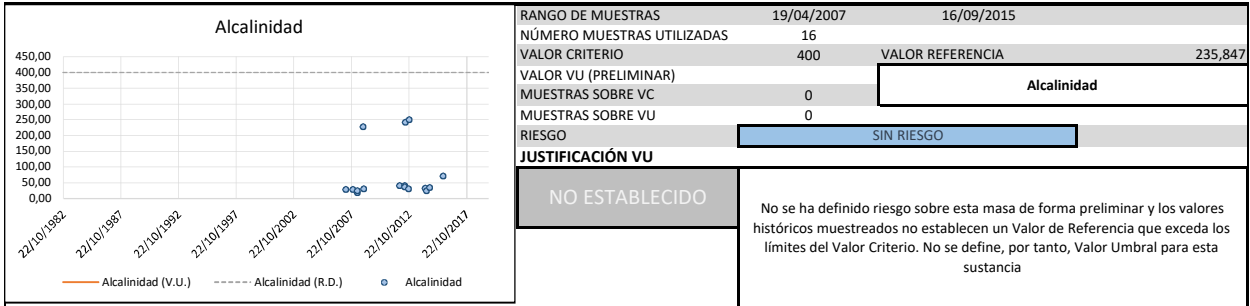 Alcalinidad
450,00
400,00
350,00
300,00
250,00
200,00
150,00
100,00
50,00
0,00
22/10/1982
22/10/1987
22/10/1992
22/10/1997
22/10/2002
22/10/2007
22/10/2012
22/10/2017
Alcalinidad (V.U.) Alcalinidad (R.D.) Alcalinidad
RANGO DE MUESTRAS 19/04/2007 16/09/2015
NÚMERO MUESTRAS UTILIZADAS 16
VALOR CRITERIO 400 VALOR REFERENCIA 235,847
VALOR VU (PRELIMINAR)
Alcalinidad
MUESTRAS SOBRE VC 0
MUESTRAS SOBRE VU 0
RIESGO SIN RIESGO
JUSTIFICACIÓN VU
NO ESTABLECIDO
No se ha definido riesgo sobre esta masa de forma preliminar y los valores
históricos muestreados no establecen un Valor de Referencia que exceda los
límites del Valor Criterio. No se define, por tanto, Valor Umbral para esta
sustancia